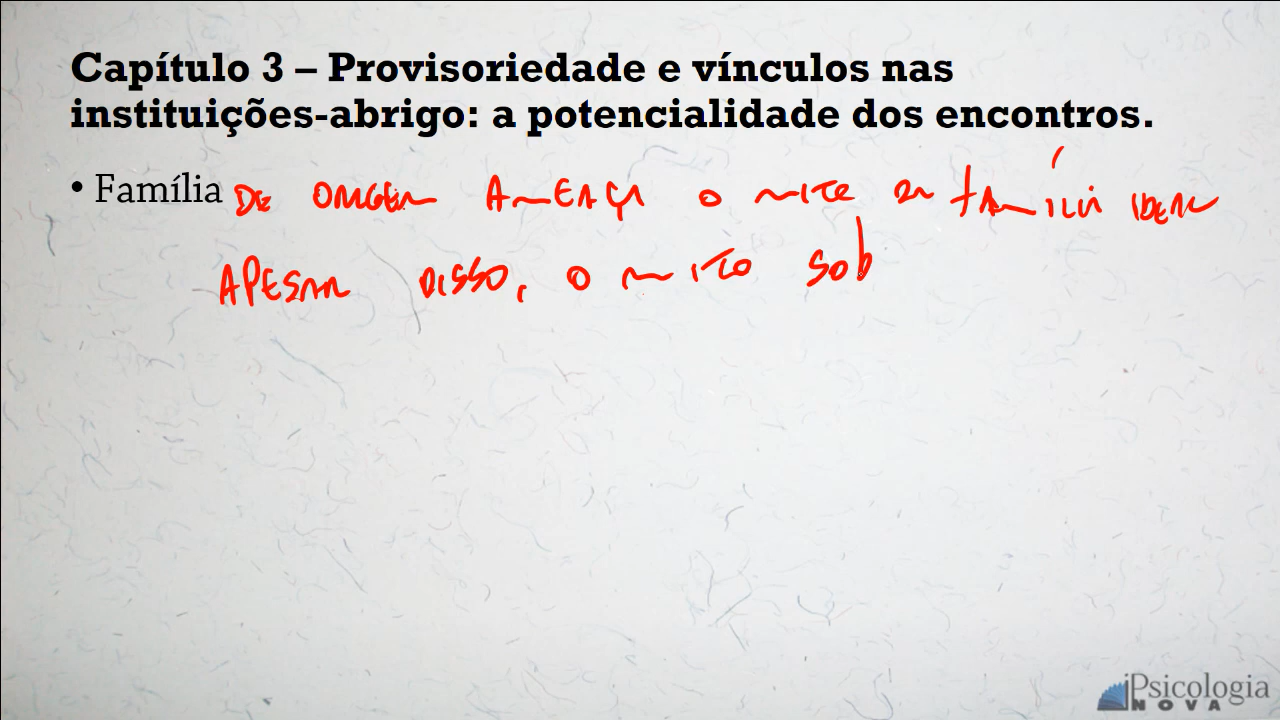 Capítulo 3 – Provisoriedade e vínculos nas
instituições-abrigo: a potencialidade dos encontros.
• Família DE ORIGEM AMEAÇA O MITO DA FAMÍLIA IDEAL
APESAR DISSO, O MITO SOB
Psicologia
NOVA